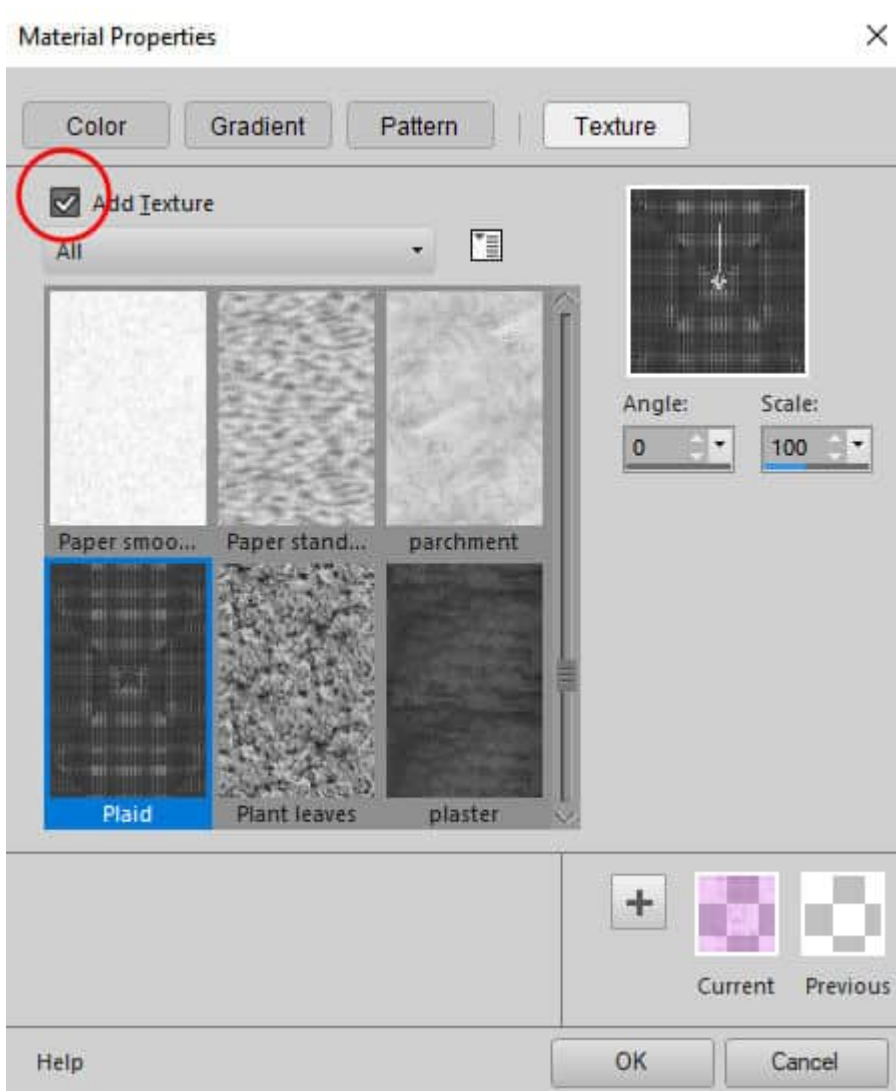 Material Properties
Color Gradient Pattern Texture
Add Texture
All
Paper smoo... Paper stand... parchment
Plaid Plant leaves plaster
Angle: Scale:
0 100
Current Previous
Help OK Cancel